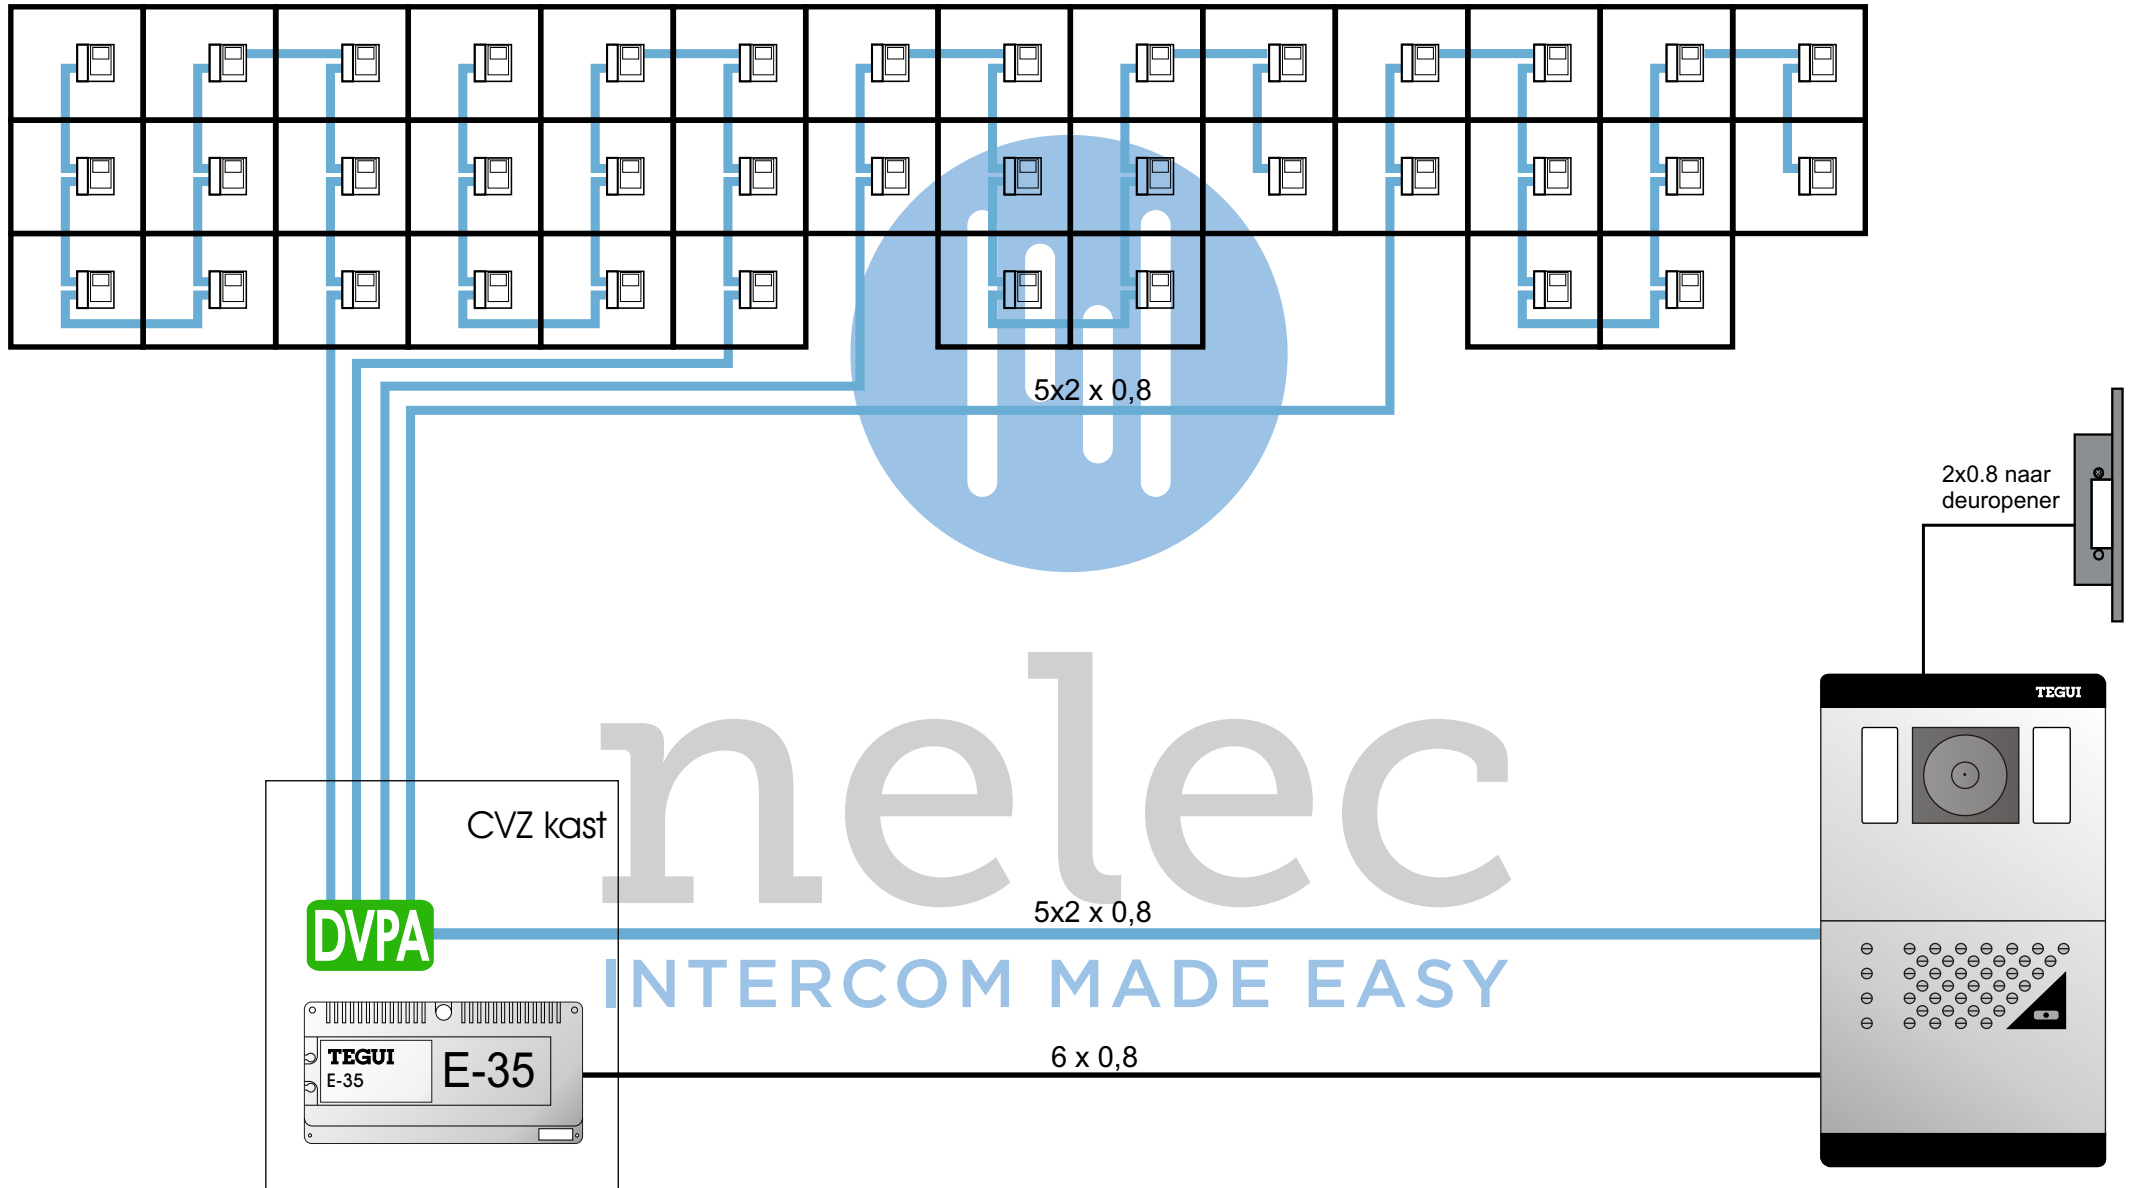 5x2 x 0,8
2x0.8 naar
deuropener
TEGUI
nelec
CVZ kast
DVPA
5x2 x 0,8
INTERCOM MADE EASY
TEGUI
E-35
E-35
6 x 0,8